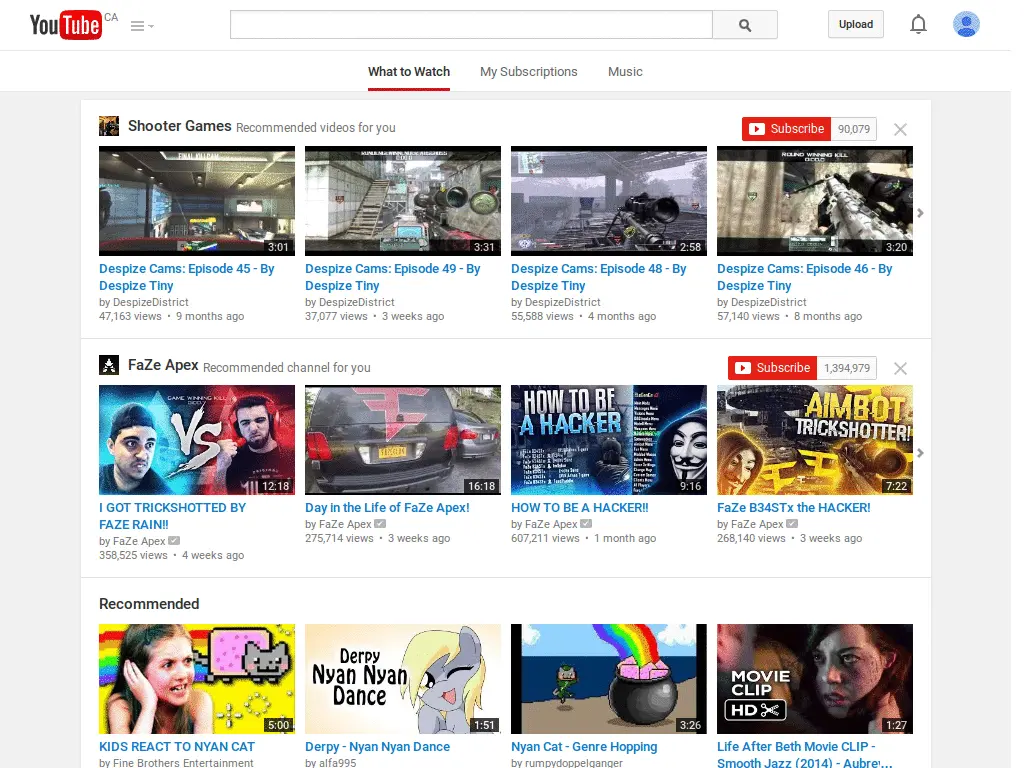 YouTube CA
Upload
What to Watch My Subscriptions Music
Shooter Games Recommended videos for you
Subscribe 90,079
FINAL KILLCAM
ROUND WINNING KILL
3:01 3:31 2:58 3:20
Despize Cams: Episode 45 - By
Despize Tiny
by DespizeDistrict
47,163 views • 9 months ago
Despize Cams: Episode 49 - By
Despize Tiny
by DespizeDistrict
37,077 views • 3 weeks ago
Despize Cams: Episode 48 - By
Despize Tiny
by DespizeDistrict
55,588 views • 4 months ago
Despize Cams: Episode 46 - By
Despize Tiny
by DespizeDistrict
57,140 views • 8 months ago
FaZe Apex Recommended channel for you
Subscribe 1,394,979
GAME WINNING KILL
VS
12:18
16:18
HOW TO BE
A HACKER
9:16
AIMBOT
TRICKSHOTTER!
7:22
I GOT TRICKSHOTTED BY
FAZE RAIN!!
by FaZe Apex
358,525 views • 4 weeks ago
Day in the Life of FaZe Apex!
by FaZe Apex
275,714 views • 3 weeks ago
HOW TO BE A HACKER!!
by FaZe Apex
607,211 views • 1 month ago
FaZe B34STx the HACKER!
by FaZe Apex
268,140 views • 3 weeks ago
Recommended
5:00
Derpy
Nyan Nyan
Dance
1:51
3:26
MOVIE
CLIP
HD
1:27
KIDS REACT TO NYAN CAT
by Fine Brothers Entertainment
Derpy - Nyan Nyan Dance
by alfa995
Nyan Cat - Genre Hopping
by rumpydoppelganger
Life After Beth Movie CLIP -
Smooth Jazz (2014) - Aubrey...